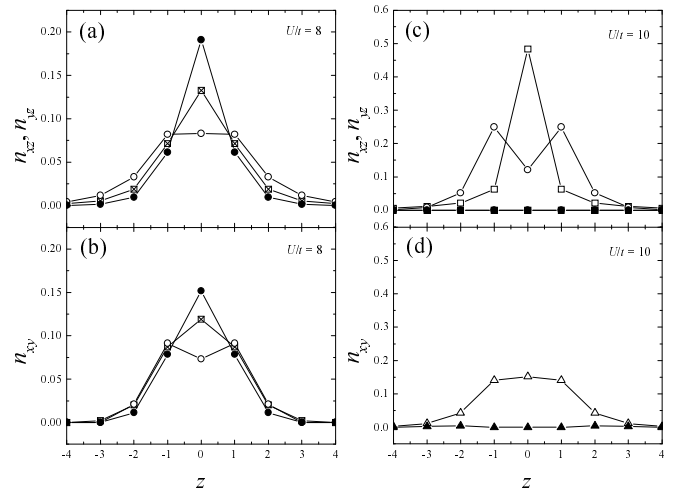 (a)
U/t = 8
0.20
0.15
0.10
0.05
0.00
n_xz, n_yz
(c)
U/t = 10
0.6
0.5
0.4
0.3
0.2
0.1
0.0
n_xz, n_yz
(b)
U/t = 8
0.15
0.10
0.05
0.00
n_xy
-4 -3 -2 -1 0 1 2 3 4
z
(d)
U/t = 10
0.6
0.5
0.4
0.3
0.2
0.1
0.0
n_xy
-4 -3 -2 -1 0 1 2 3 4
z